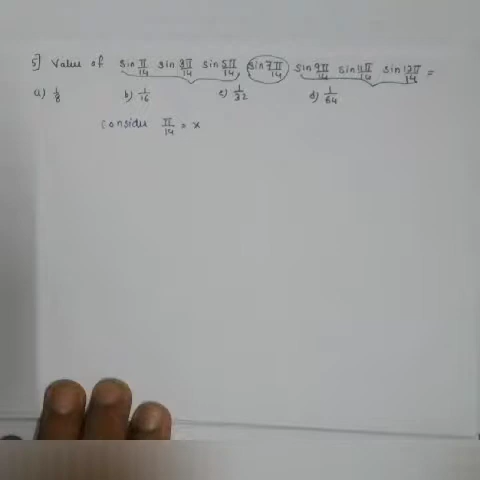 5] Value of sin π/14 sin 3π/14 sin 5π/14 sin 7π/14 sin 9π/14 sin 11π/14 sin 13π/14 =
a) 1/8 b) 1/16 c) 1/32 d) 1/64
Consider π/14 = x